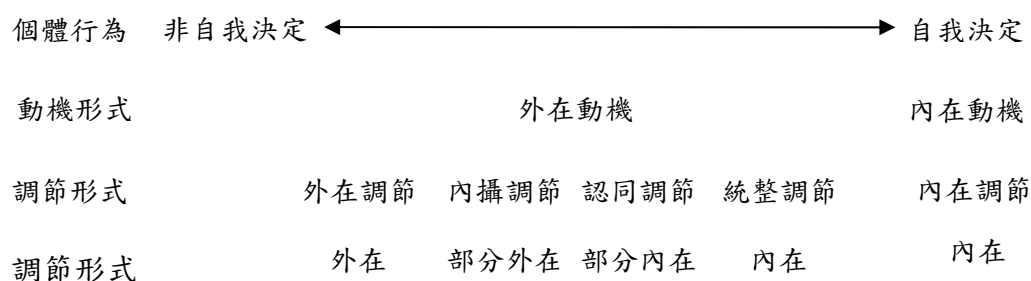 個體行為 非自我決定 自我決定
動機形式 外在動機 內在動機
調節形式 外在調節 內攝調節 認同調節 統整調節 內在調節
調節形式 外在 部分外在 部分內在 內在 內在